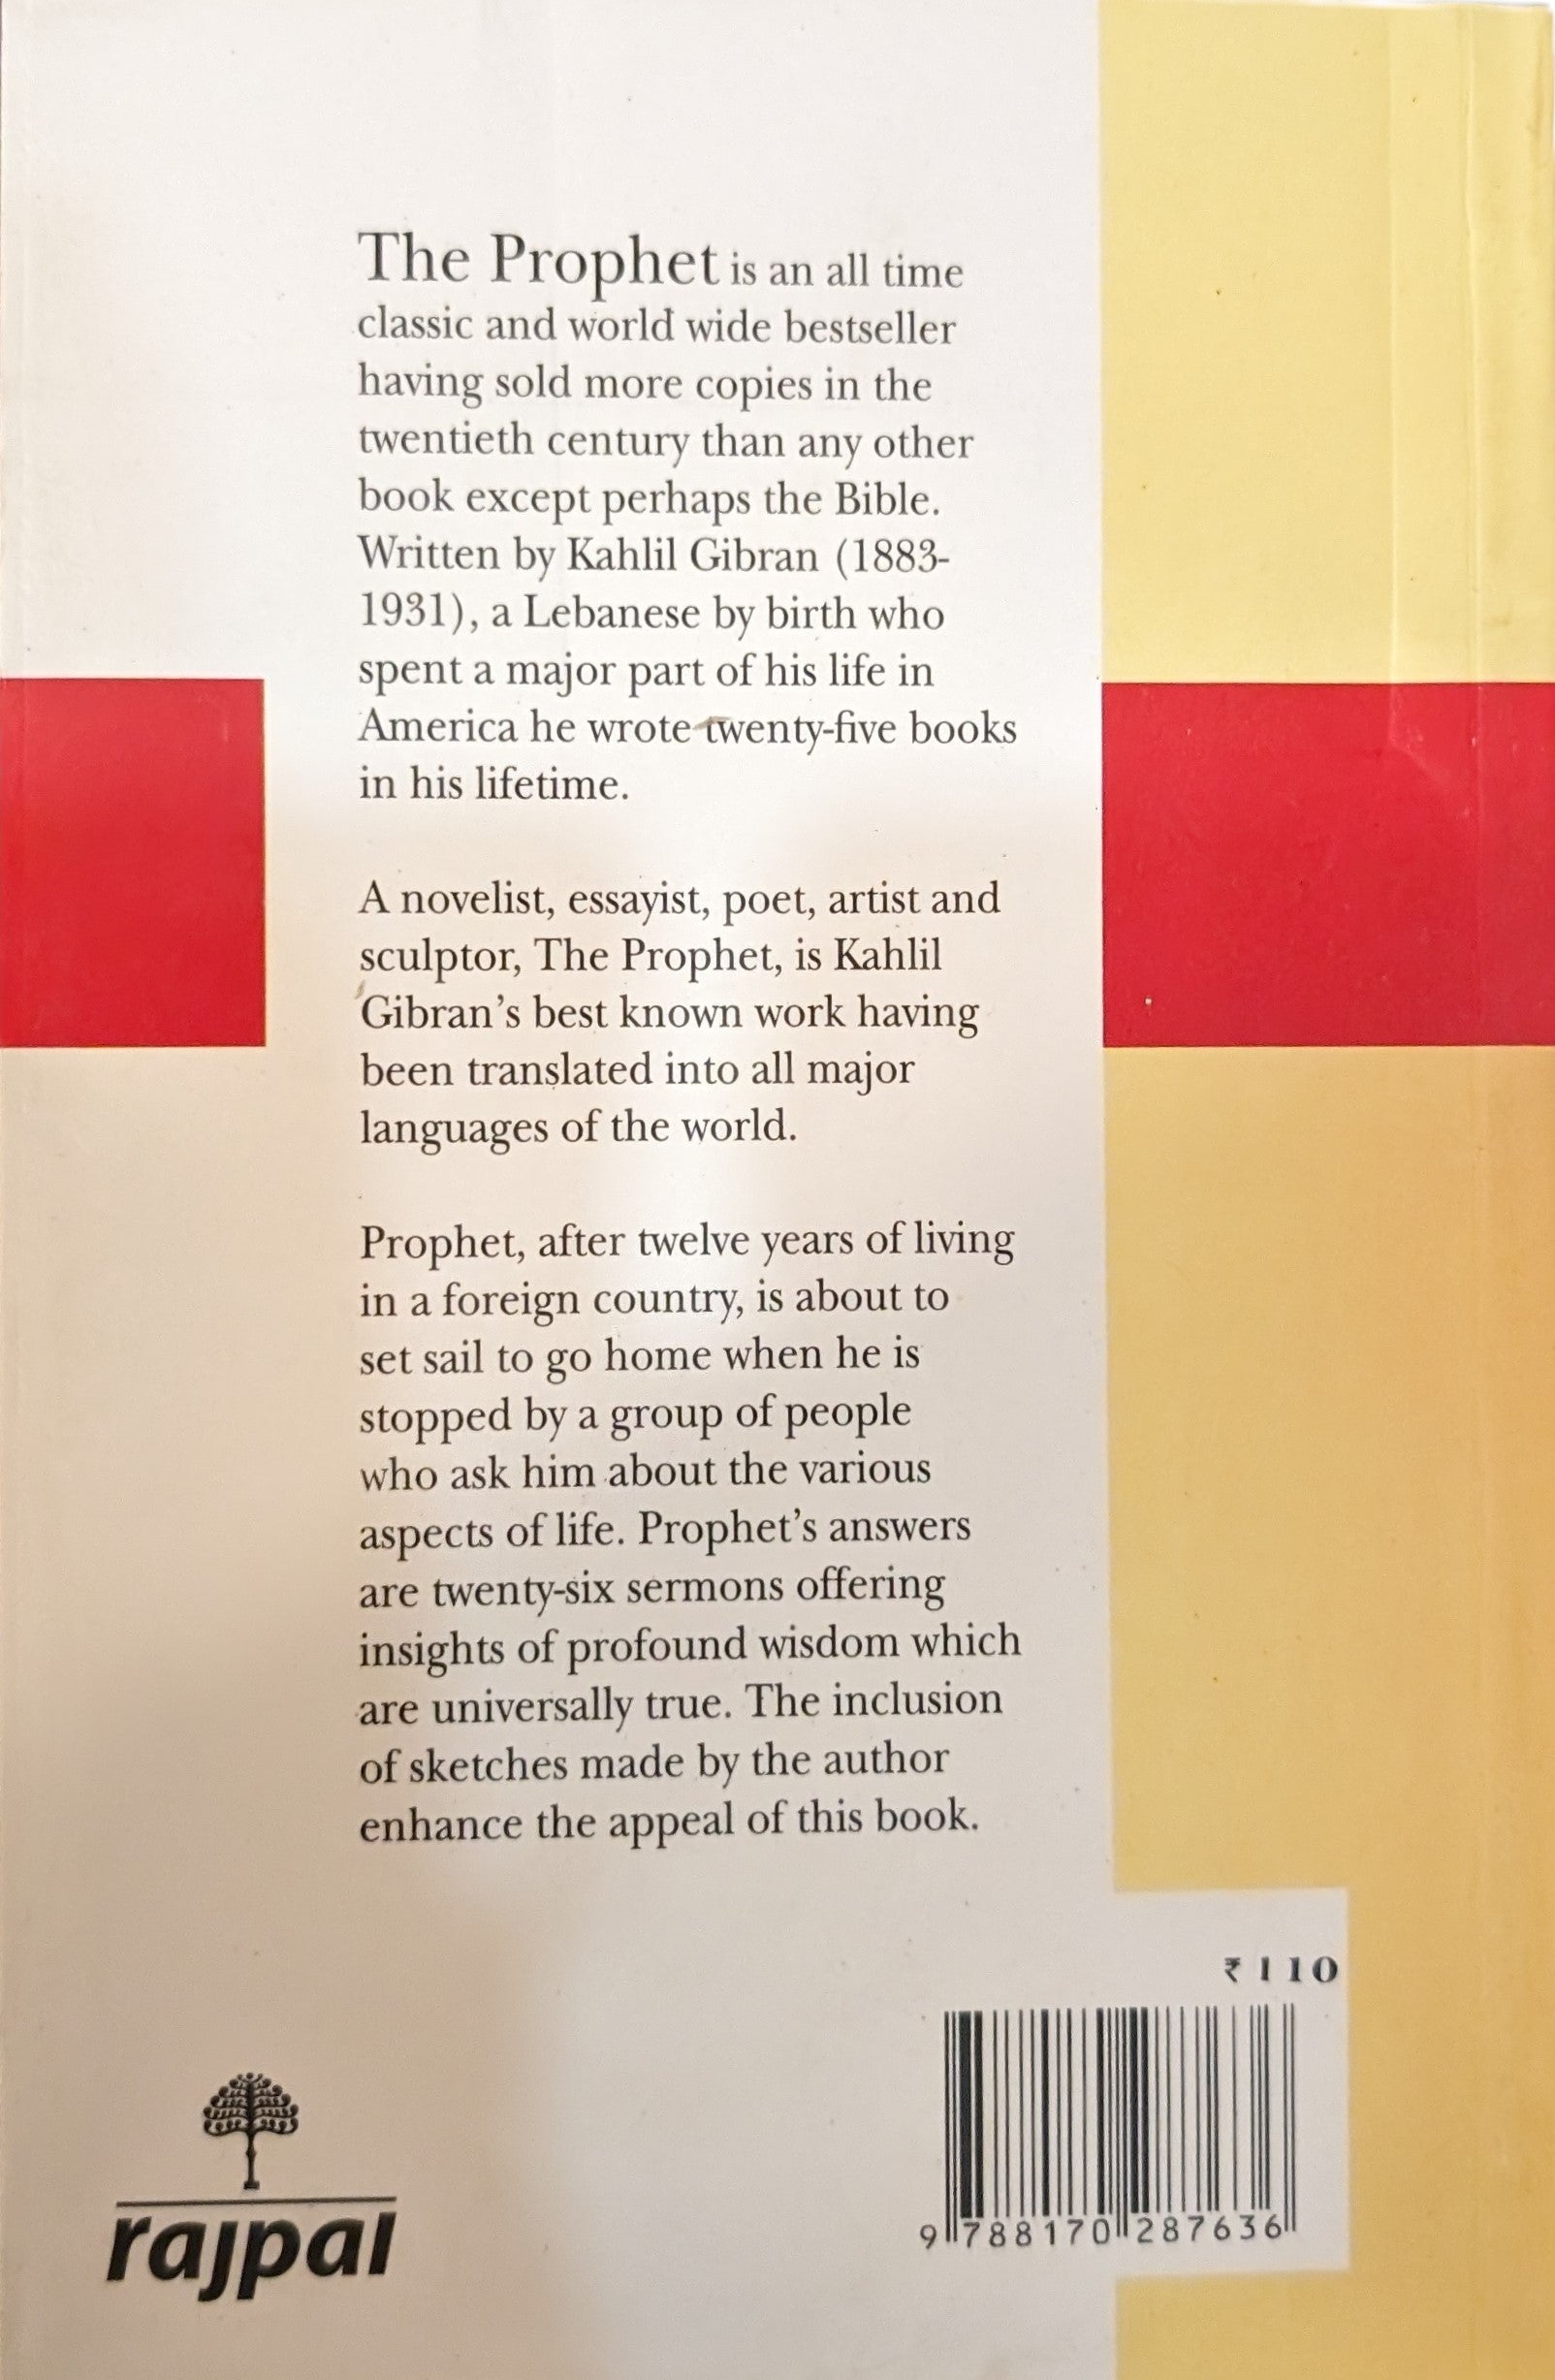 The Prophet is an all time
classic and world wide bestseller
having sold more copies in the
twentieth century than any other
book except perhaps the Bible.
Written by Kahlil Gibran (1883-
1931), a Lebanese by birth who
spent a major part of his life in
America he wrote twenty-five books
in his lifetime.
A novelist, essayist, poet, artist and
sculptor, The Prophet, is Kahlil
Gibran's best known work having
been translated into all major
languages of the world.
Prophet, after twelve years of living
in a foreign country, is about to
set sail to go home when he is
stopped by a group of people
who ask him about the various
aspects of life. Prophet's answers
are twenty-six sermons offering
insights of profound wisdom which
are universally true. The inclusion
of sketches made by the author
enhance the appeal of this book.
₹ 110
9 788170 287636
rajpal